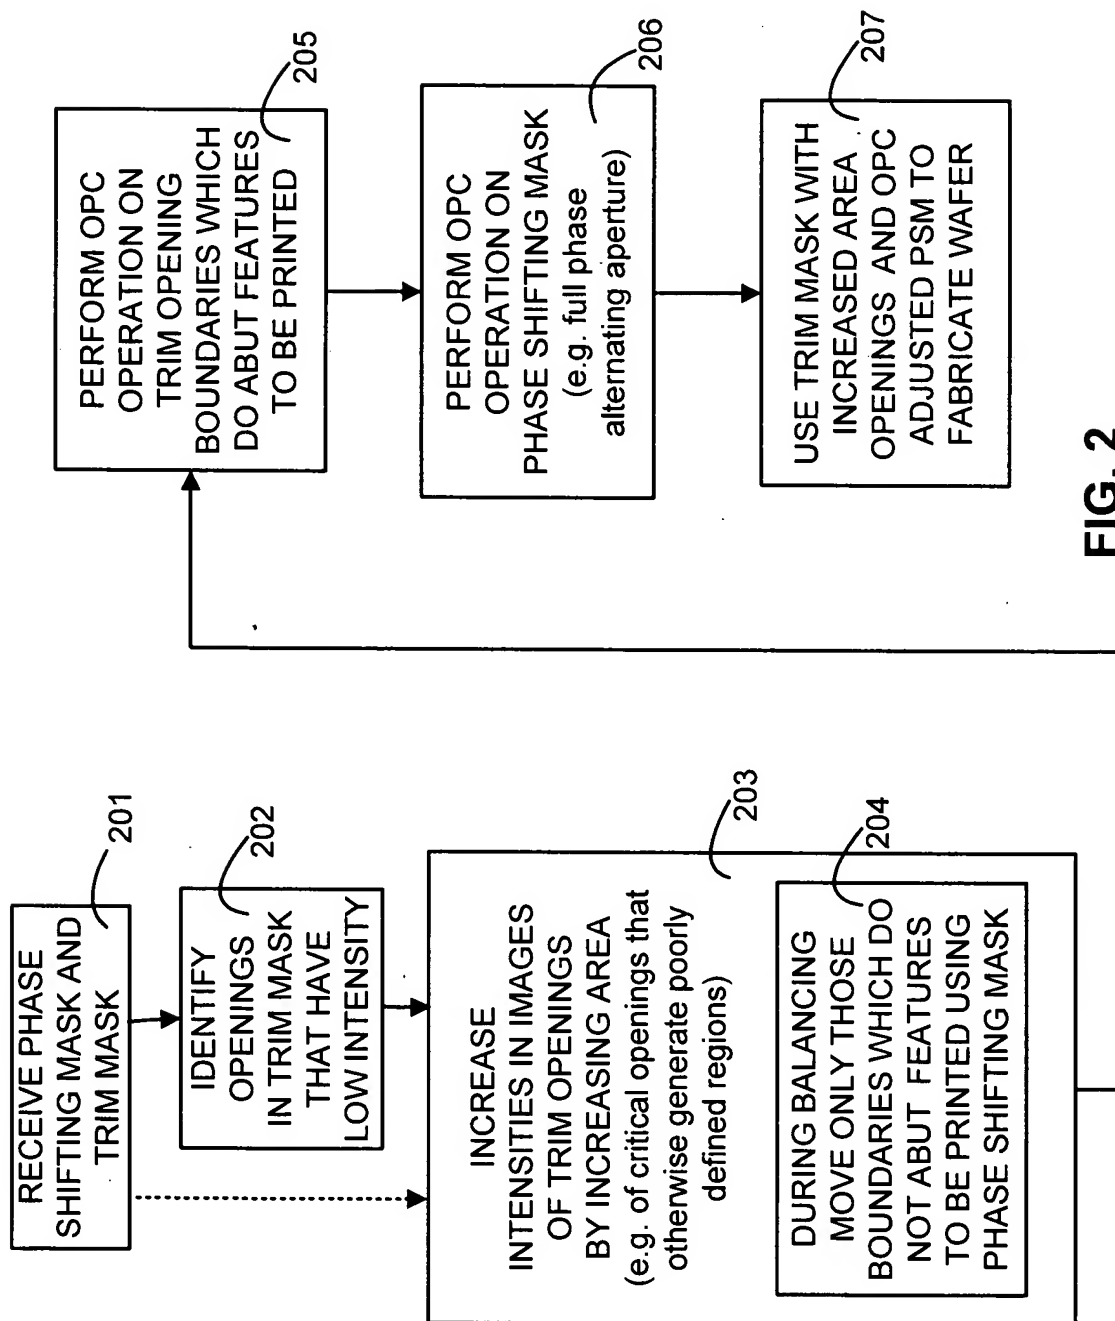 RECEIVE PHASE
SHIFTING MASK AND
TRIM MASK
201
IDENTIFY
OPENINGS
IN TRIM MASK
THAT HAVE
LOW INTENSITY
202
INCREASE
INTENSITIES IN IMAGES
OF TRIM OPENINGS
BY INCREASING AREA
(e.g. of critical openings that
otherwise generate poorly
defined regions)
203
DURING BALANCING
MOVE ONLY THOSE
BOUNDARIES WHICH DO
NOT ABUT FEATURES
TO BE PRINTED USING
PHASE SHIFTING MASK
204
PERFORM OPC
OPERATION ON
TRIM OPENING
BOUNDARIES WHICH
DO ABUT FEATURES
TO BE PRINTED
205
PERFORM OPC
OPERATION ON
PHASE SHIFTING MASK
(e.g. full phase
alternating aperture)
206
USE TRIM MASK WITH
INCREASED AREA
OPENINGS AND OPC
ADJUSTED PSM TO
FABRICATE WAFER
207
FIG. 2